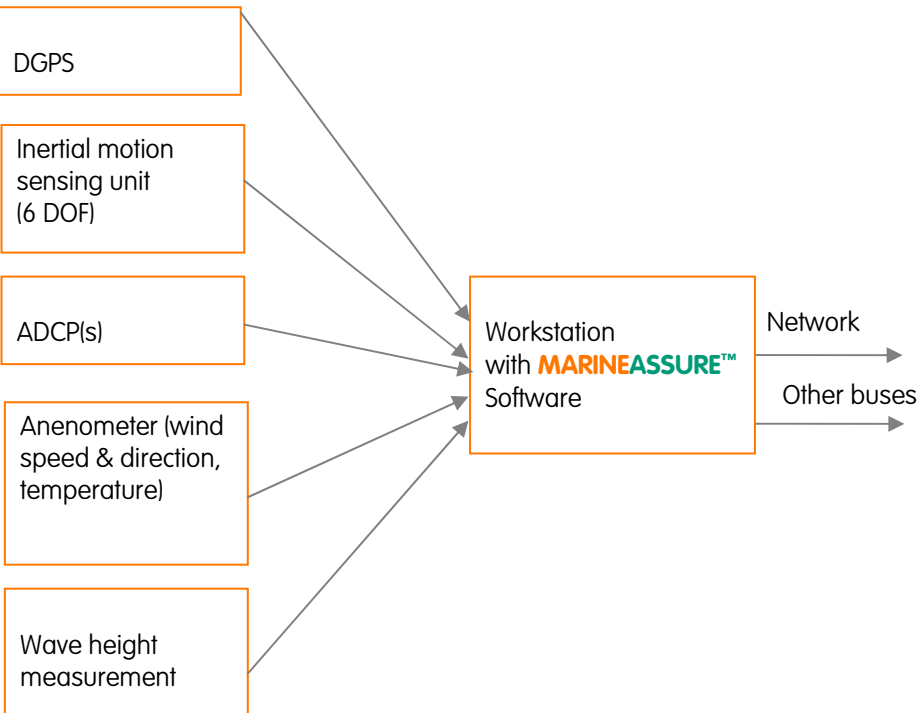 DGPS
Inertial motion
sensing unit
(6 DOF)
ADCP(s)
Anenometer (wind
speed & direction,
temperature)
Wave height
measurement
Workstation
with MARINEASSURE™
Software
Network
Other buses